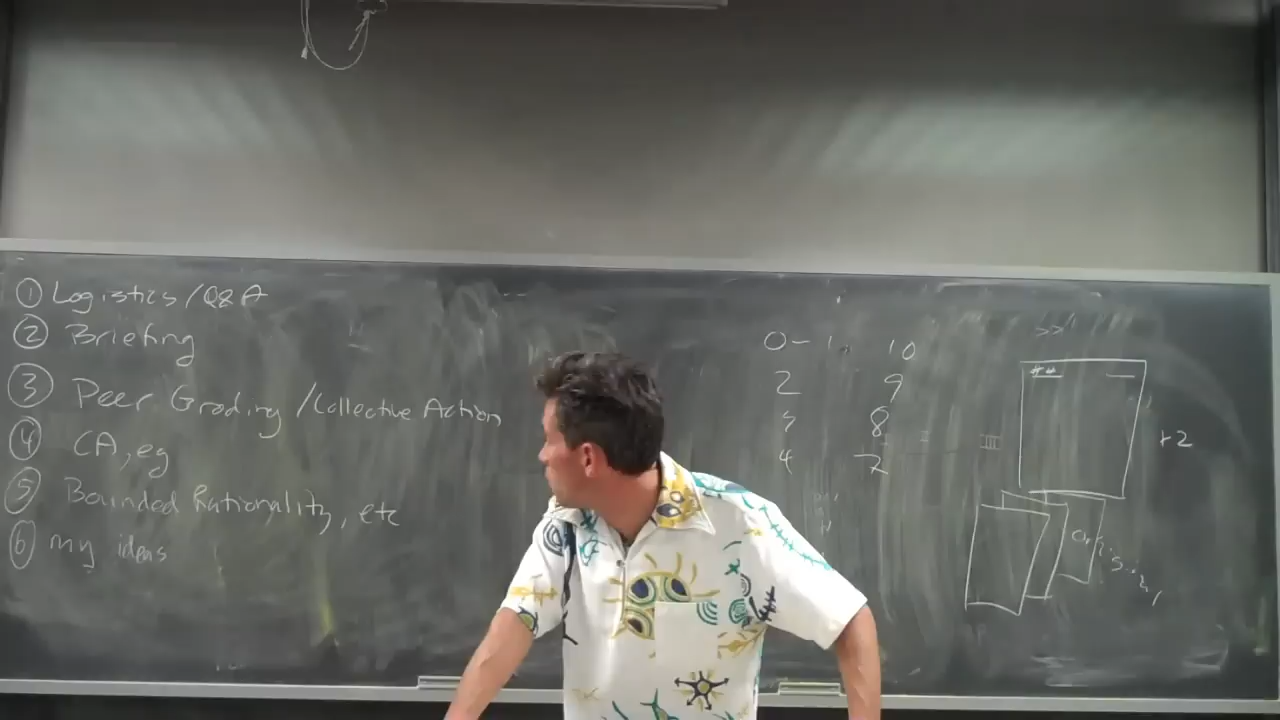 ① Logistics/Q&A
② Briefing
③ Peer Grading/Collective Action
④ CA, eg
⑤ Bounded Rationality, etc
⑥ my ideas
0-1 10
2 9
3 8
4 7
+2